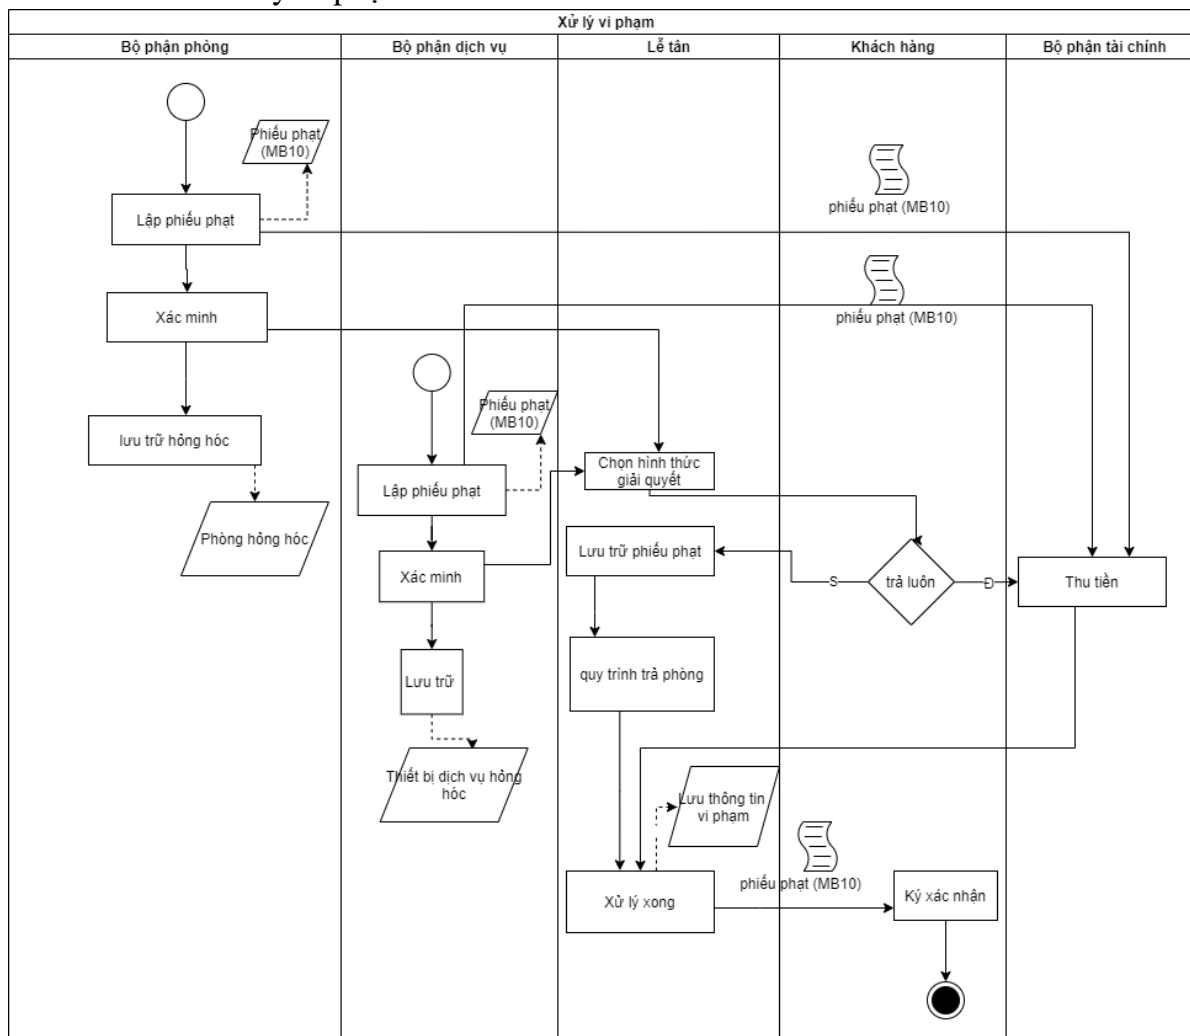 Xử lý vi phạm
Bộ phận phòng
Bộ phận dịch vụ
Lễ tân
Khách hàng
Bộ phận tài chính
Phiếu phạt
(MB10)
phiếu phạt (MB10)
Lập phiếu phạt
Xác minh
phiếu phạt (MB10)
lưu trữ hỏng hóc
Phòng hỏng hóc
Phiếu phạt
(MB10)
Lập phiếu phạt
Chọn hình thức
giải quyết
Xác minh
Lưu trữ phiếu phạt
S
trả luôn
Đ
Thu tiền
Lưu trữ
quy trình trả phòng
Thiết bị dịch vụ hỏng
hóc
Lưu thông tin
vi phạm
phiếu phạt (MB10)
Xử lý xong
Ký xác nhận